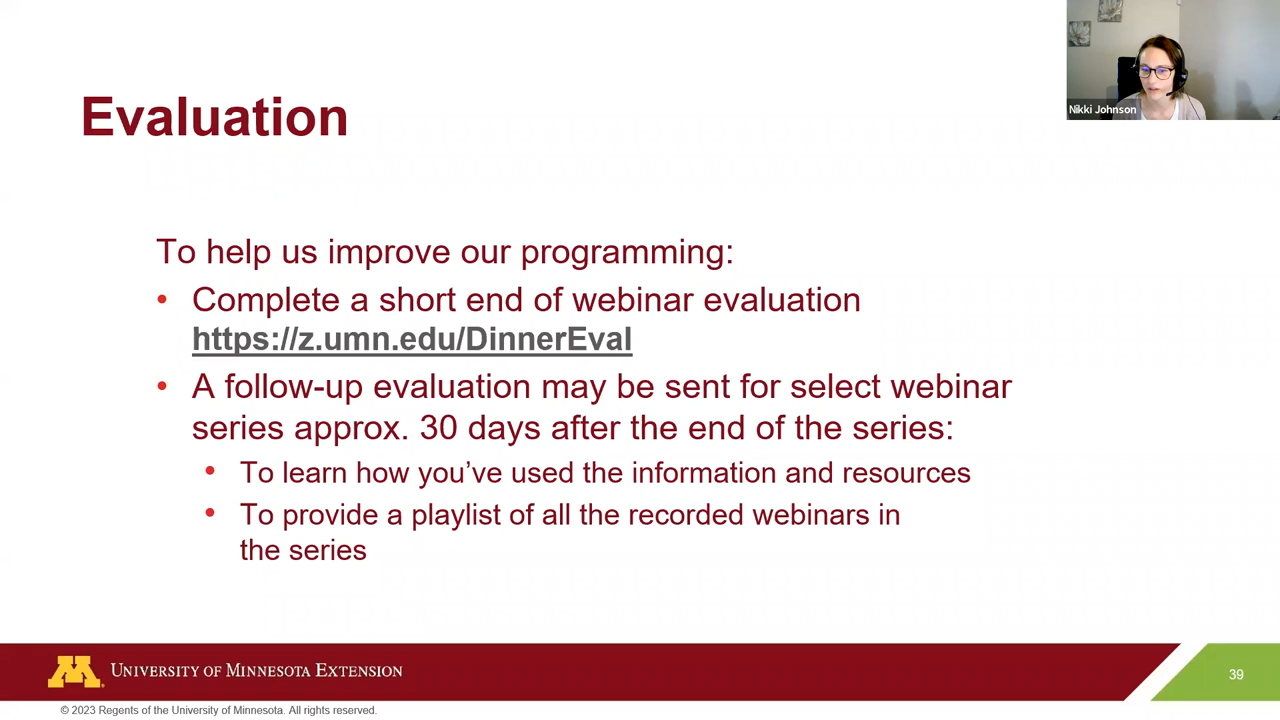 Nikki Johnson
Evaluation
To help us improve our programming:
• Complete a short end of webinar evaluation
https://z.umn.edu/DinnerEval
• A follow-up evaluation may be sent for select webinar
series approx. 30 days after the end of the series:
• To learn how you’ve used the information and resources
• To provide a playlist of all the recorded webinars in
the series
M
UNIVERSITY OF MINNESOTA EXTENSION
39
© 2023 Regents of the University of Minnesota. All rights reserved.